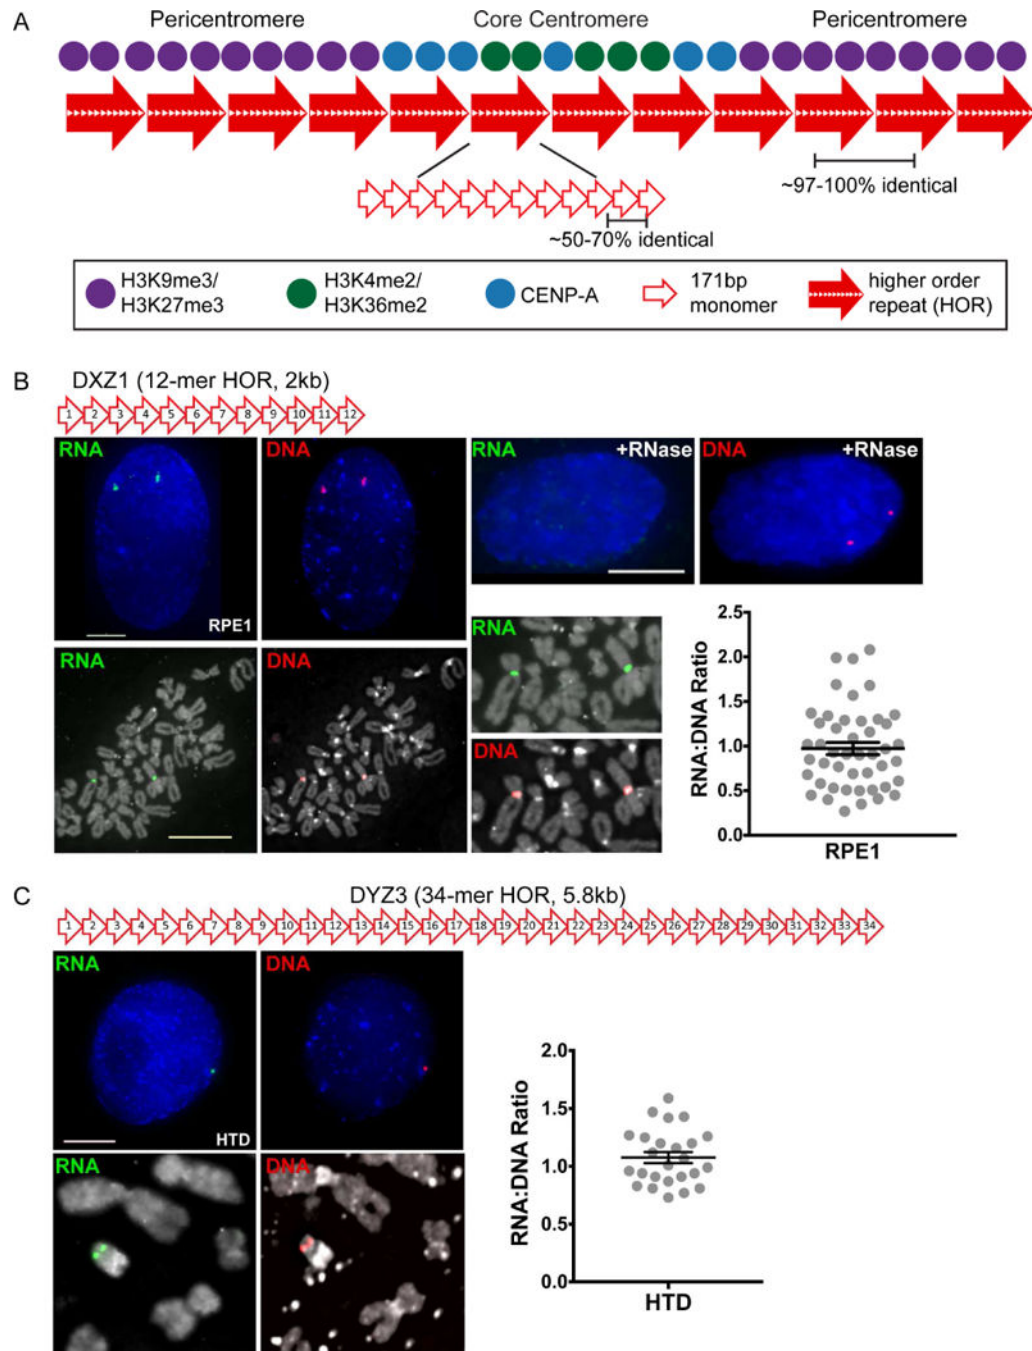 A
Pericentromere
Core Centromere
Pericentromere
~97-100% identical
~50-70% identical
H3K9me3/
H3K27me3
H3K4me2/
H3K36me2
CENP-A
171bp
monomer
higher order
repeat (HOR)
B
DXZ1 (12-mer HOR, 2kb)
1 2 3 4 5 6 7 8 9 10 11 12
RNA
RPE1
DNA
RNA +RNase
DNA +RNase
RNA
DNA
RNA
DNA
RNA:DNA Ratio
2.5
2.0
1.5
1.0
0.5
0.0
RPE1
C
DYZ3 (34-mer HOR, 5.8kb)
1 2 3 4 5 6 7 8 9 10 11 12 13 14 15 16 17 18 19 20 21 22 23 24 25 26 27 28 29 30 31 32 33 34
RNA
HTD
DNA
RNA
DNA
RNA:DNA Ratio
2.0
1.5
1.0
0.5
0.0
HTD